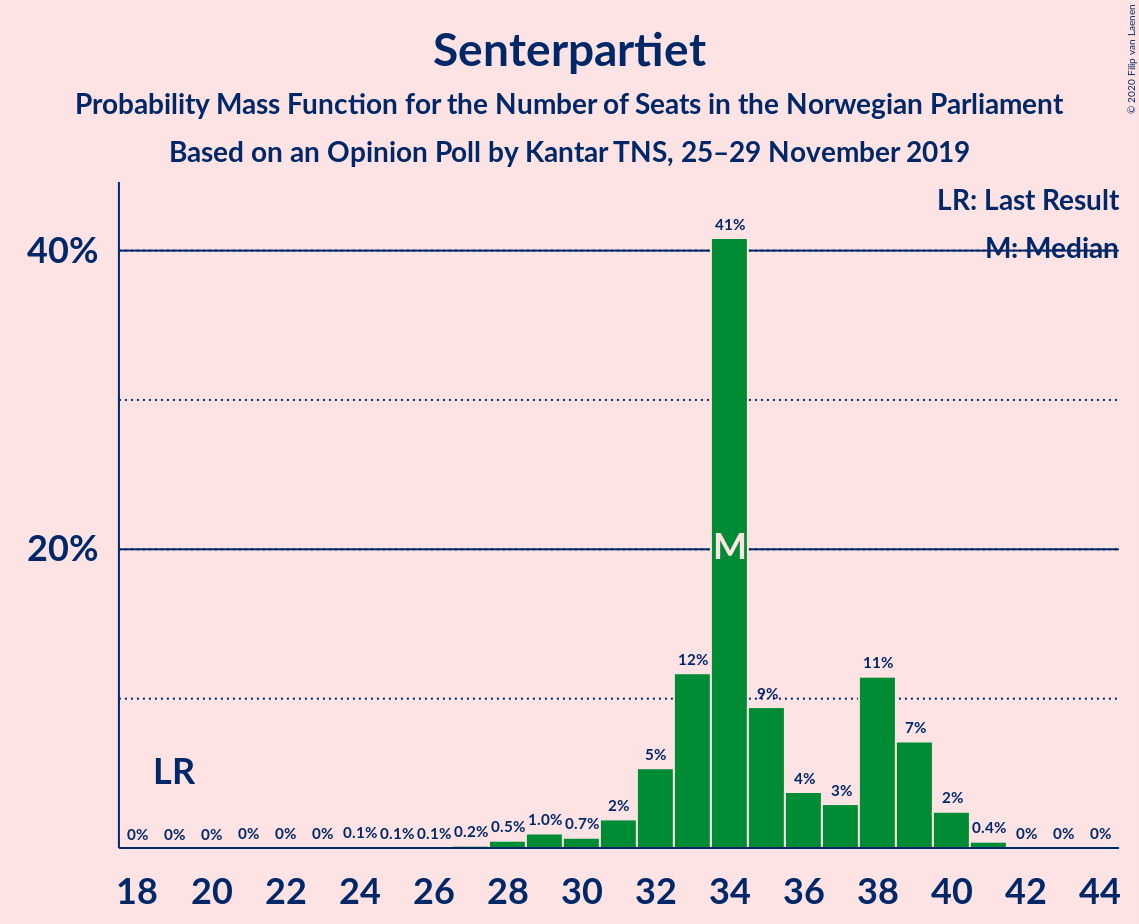 Senterpartiet
Probability Mass Function for the Number of Seats in the Norwegian Parliament
Based on an Opinion Poll by Kantar TNS, 25–29 November 2019
© 2020 Filip van Laenen
LR: Last Result
M: Median
40%
20%
41%
M
12%
11%
9%
7%
5%
4%
3%
2%
2%
LR
0% 0% 0% 0% 0% 0% 0.1% 0.1% 0.1% 0.2% 0.5% 1.0% 0.7% 0.4% 0% 0% 0%
18 20 22 24 26 28 30 32 34 36 38 40 42 44